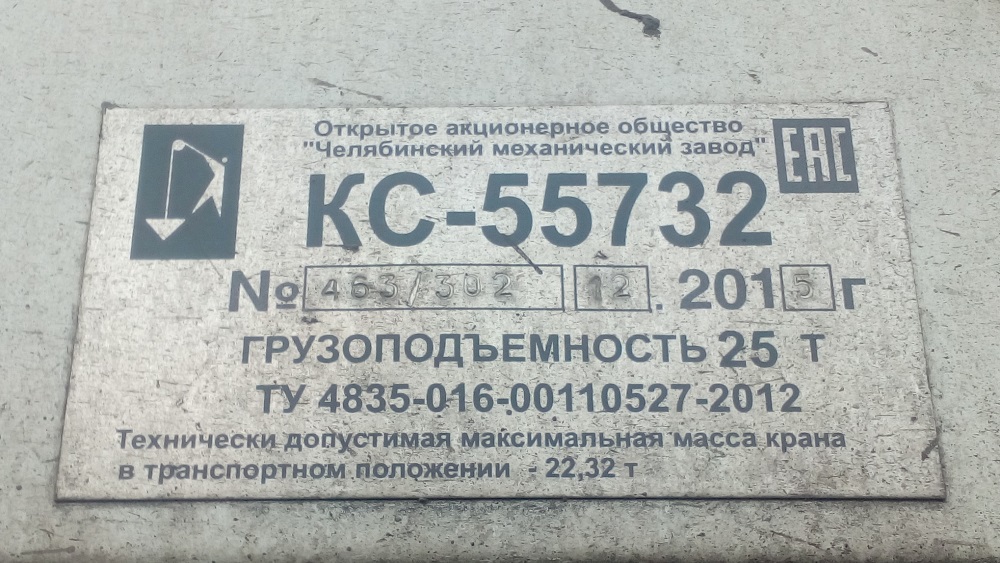 Открытое акционерное общество
"Челябинский механический завод"
EAC
КС-55732
№ 463/302 12. 2015 г
ГРУЗОПОДЪЕМНОСТЬ 25 Т
ТУ 4835-016-00110527-2012
Технически допустимая максимальная масса крана
в транспортном положении - 22,32 т